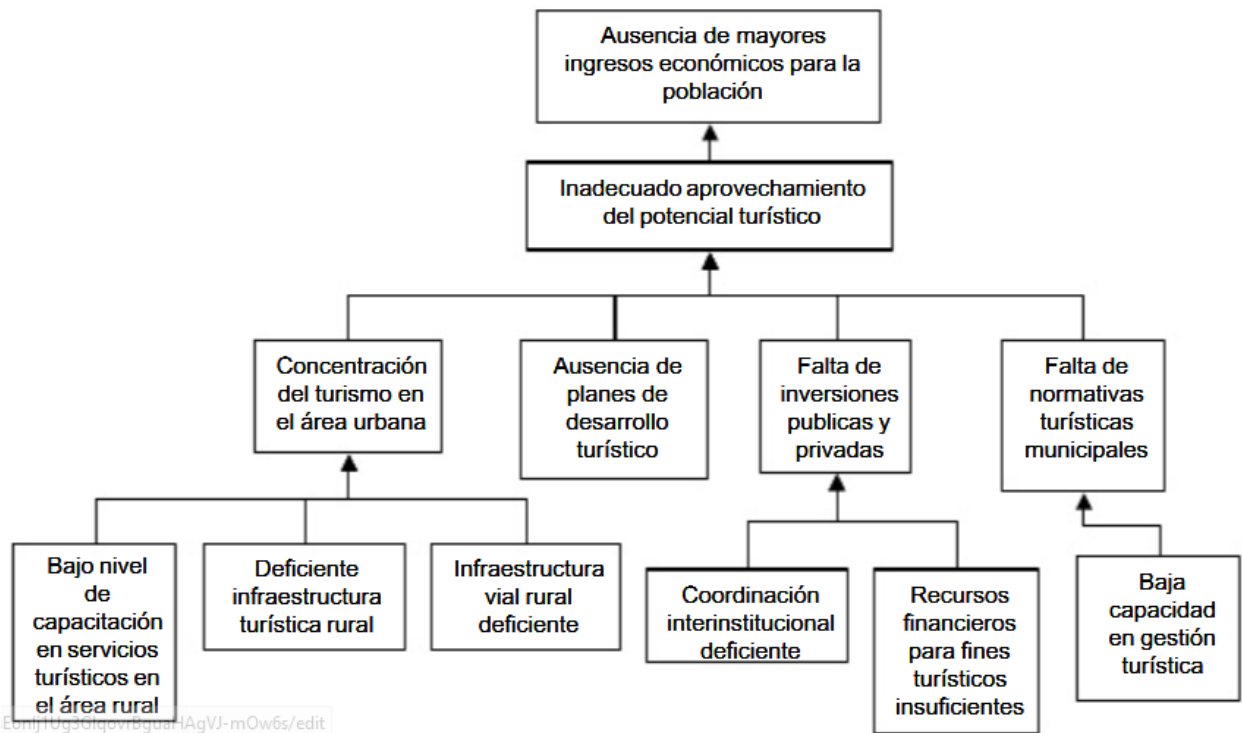 Ausencia de mayores
ingresos económicos para la
población
Inadecuado aprovechamiento
del potencial turístico
Concentración
del turismo en
el área urbana
Ausencia de
planes de
desarrollo
turístico
Falta de
inversiones
publicas y
privadas
Falta de
normativas
turísticas
municipales
Bajo nivel
de
capacitación
en servicios
turísticos en
el área rural
Deficiente
infraestructura
turística rural
Infraestructura
vial rural
deficiente
Coordinación
interinstitucional
deficiente
Recursos
financieros
para fines
turísticos
insuficientes
Baja
capacidad
en gestión
turística